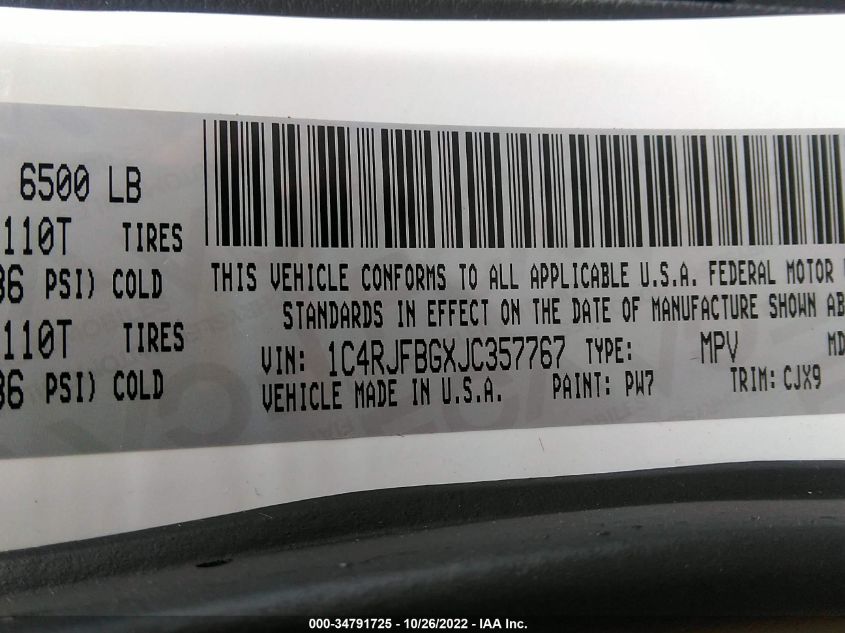 6500 LB
110T TIRES
36 PSI) COLD
110T TIRES
36 PSI) COLD
THIS VEHICLE CONFORMS TO ALL APPLICABLE U.S.A. FEDERAL MOTOR
STANDARDS IN EFFECT ON THE DATE OF MANUFACTURE SHOWN AB
VIN: 1C4RJFBGXJC357767 TYPE: MPV MD
VEHICLE MADE IN U.S.A. PAINT: PW7 TRIM: CJX9
000-34791725 - 10/26/2022 - IAA Inc.